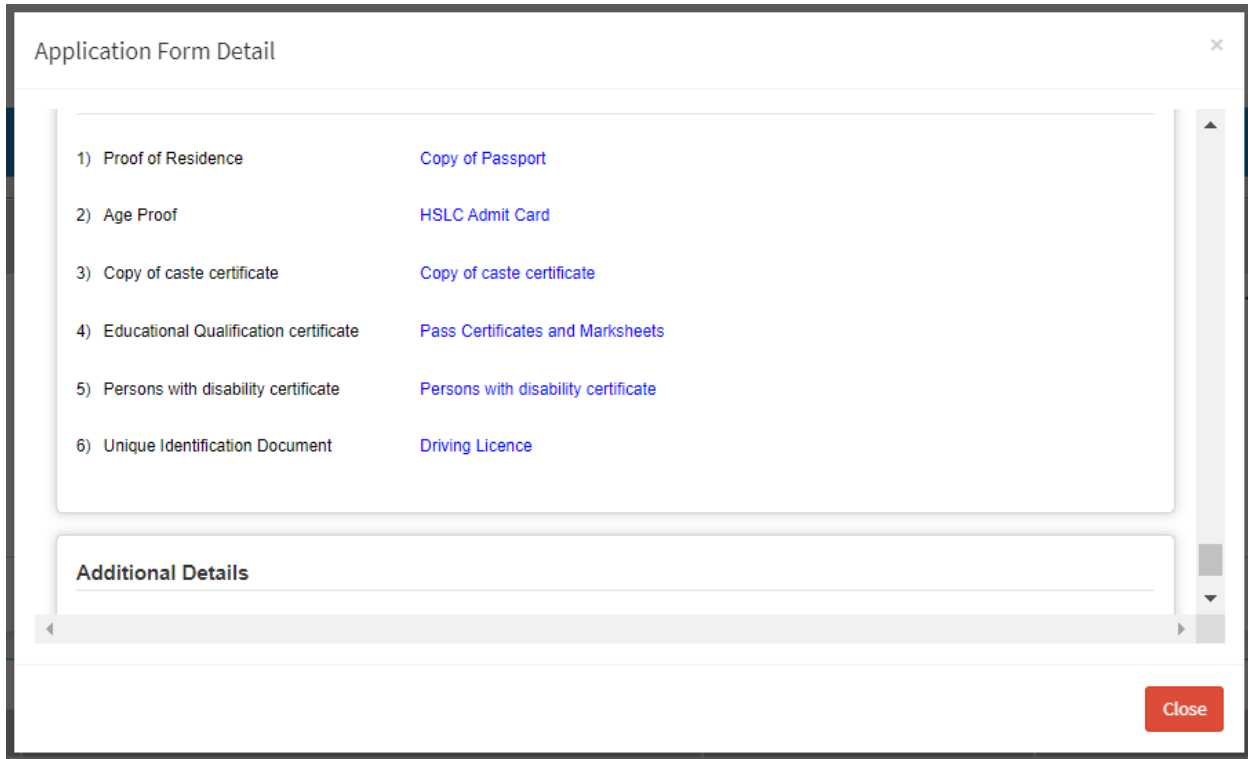 Application Form Detail ×
1) Proof of Residence Copy of Passport
2) Age Proof HSLC Admit Card
3) Copy of caste certificate Copy of caste certificate
4) Educational Qualification certificate Pass Certificates and Marksheets
5) Persons with disability certificate Persons with disability certificate
6) Unique Identification Document Driving Licence
Additional Details
Close